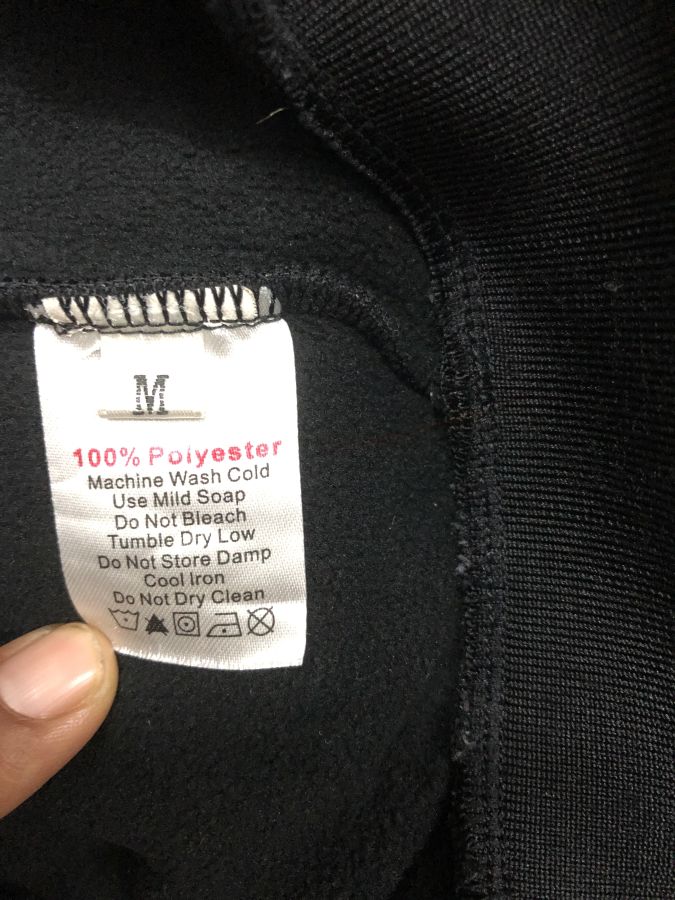 M
100% Polyester
Machine Wash Cold
Use Mild Soap
Do Not Bleach
Tumble Dry Low
Do Not Store Damp
Cool Iron
Do Not Dry Clean